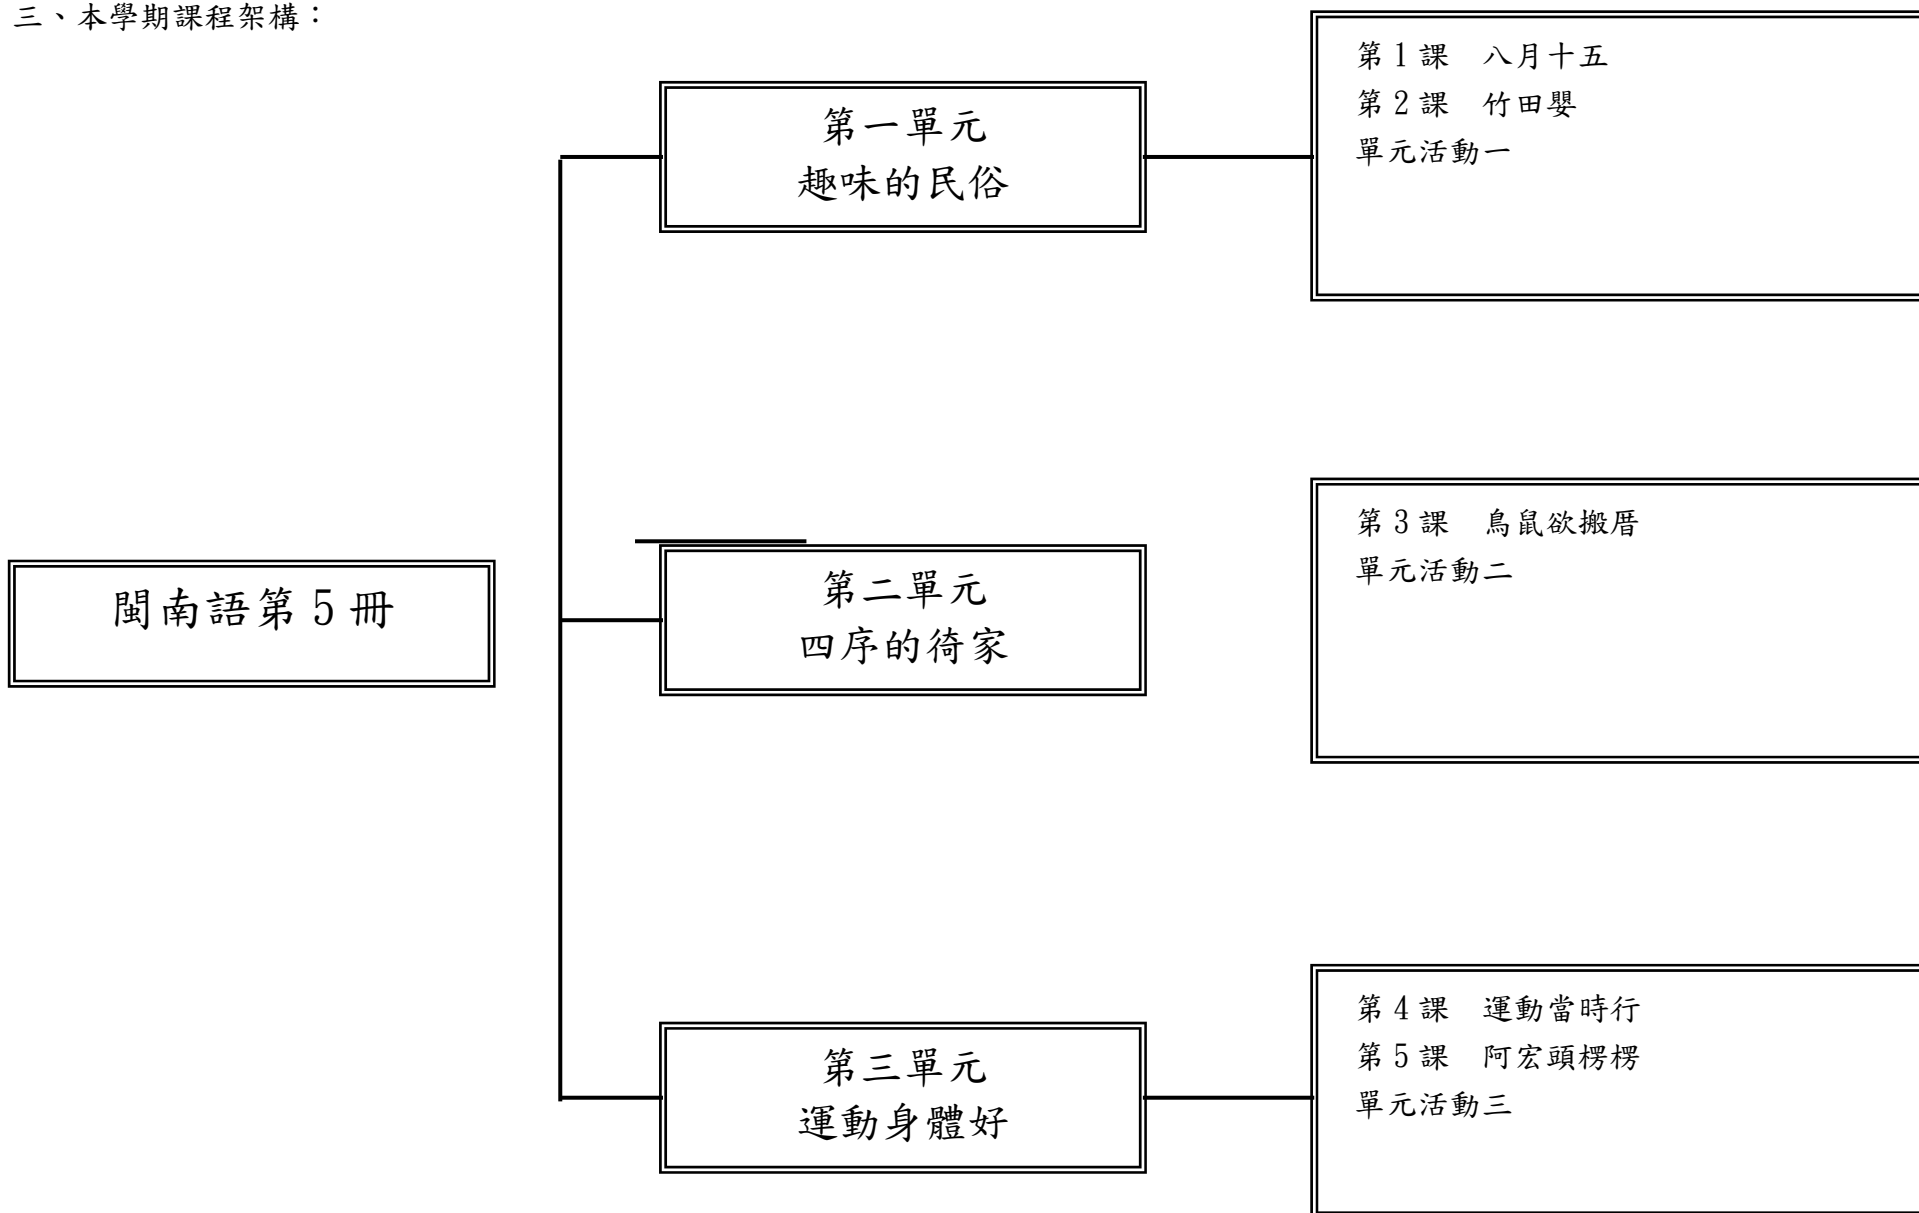 三、本學期課程架構：
閩南語第 5 冊
第一單元
趣味的民俗
第 1 課　八月十五
第 2 課　竹田嬰
單元活動一
第二單元
四序的徛家
第 3 課　鳥鼠欲搬厝
單元活動二
第三單元
運動身體好
第 4 課　運動當時行
第 5 課　阿宏頭楞楞
單元活動三